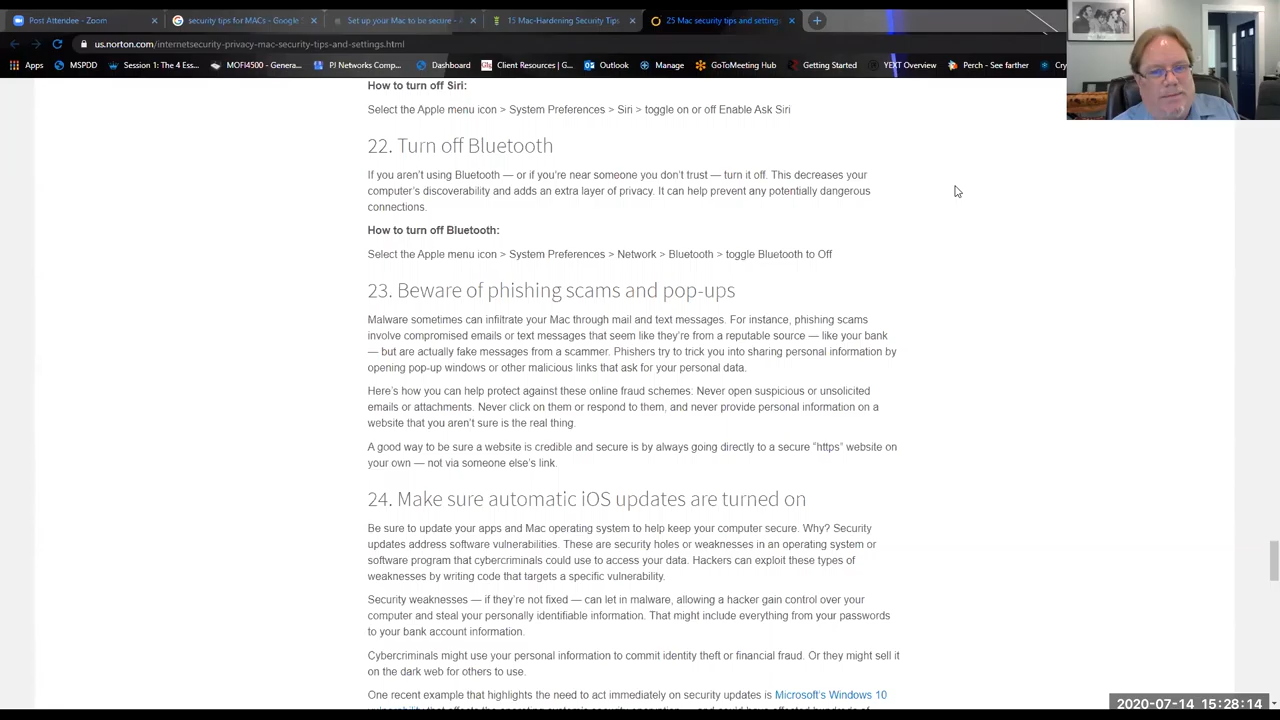 Post Attendee - Zoom
security tips for MACs - Google S
Set up your Mac to be secure - A
15 Mac-Hardening Security Tips
25 Mac security tips and settings
us.norton.com/internetsecurity-privacy-mac-security-tips-and-settings.html
Apps
MSPDD
Session 1: The 4 Ess...
MOFI4500 - Genera...
PJ Networks Comp...
Dashboard
Client Resources | G...
Outlook
Manage
GoToMeeting Hub
Getting Started
YEXT Overview
Perch - See farther
How to turn off Siri:
Select the Apple menu icon > System Preferences > Siri > toggle on or off Enable Ask Siri
22. Turn off Bluetooth
If you aren’t using Bluetooth — or if you’re near someone you don’t trust — turn it off. This decreases your
computer’s discoverability and adds an extra layer of privacy. It can help prevent any potentially dangerous
connections.
How to turn off Bluetooth:
Select the Apple menu icon > System Preferences > Network > Bluetooth > toggle Bluetooth to Off
23. Beware of phishing scams and pop-ups
Malware sometimes can infiltrate your Mac through mail and text messages. For instance, phishing scams
involve compromised emails or text messages that seem like they’re from a reputable source — like your bank
— but are actually fake messages from a scammer. Phishers try to trick you into sharing personal information by
opening pop-up windows or other malicious links that ask for your personal data.
Here’s how you can help protect against these online fraud schemes: Never open suspicious or unsolicited
emails or attachments. Never click on them or respond to them, and never provide personal information on a
website that you aren’t sure is the real thing.
A good way to be sure a website is credible and secure is by always going directly to a secure “https” website on
your own — not via someone else’s link.
24. Make sure automatic iOS updates are turned on
Be sure to update your apps and Mac operating system to help keep your computer secure. Why? Security
updates address software vulnerabilities. These are security holes or weaknesses in an operating system or
software program that cybercriminals could use to access your data. Hackers can exploit these types of
weaknesses by writing code that targets a specific vulnerability.
Security weaknesses — if they’re not fixed — can let in malware, allowing a hacker gain control over your
computer and steal your personally identifiable information. That might include everything from your passwords
to your bank account information.
Cybercriminals might use your personal information to commit identity theft or financial fraud. Or they might sell it
on the dark web for others to use.
One recent example that highlights the need to act immediately on security updates is Microsoft’s Windows 10
2020-07-14 15:28:14